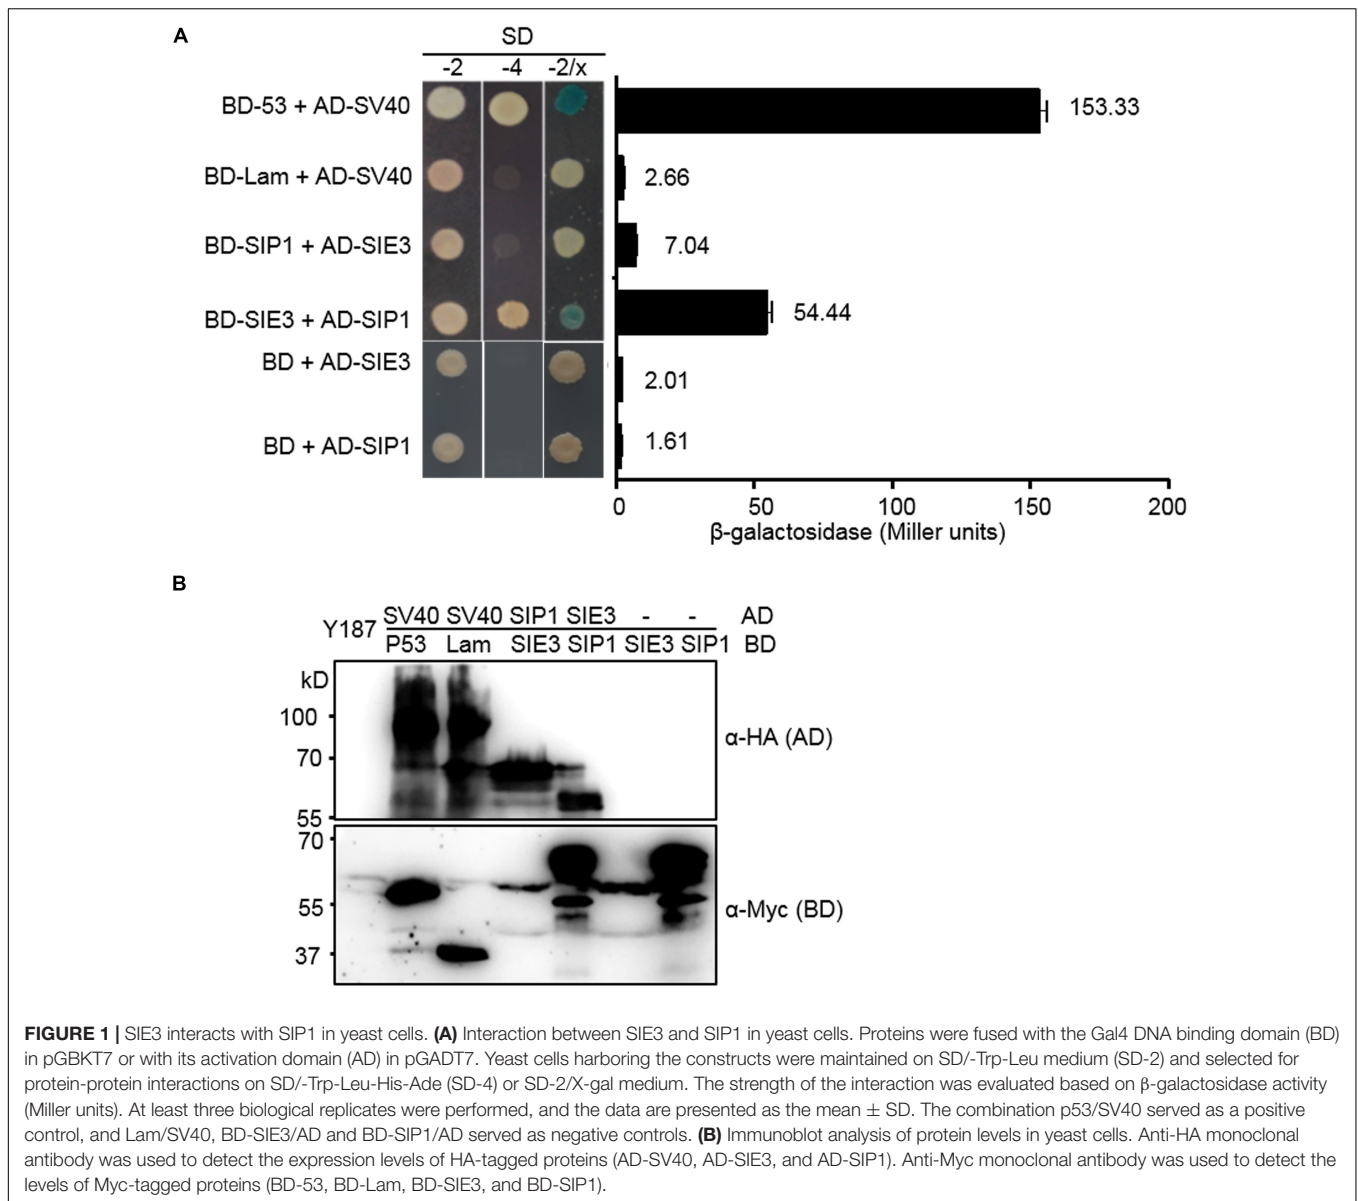 A
SD
-2 -4 -2/x
BD-53 + AD-SV40 153.33
BD-Lam + AD-SV40 2.66
BD-SIP1 + AD-SIE3 7.04
BD-SIE3 + AD-SIP1 54.44
BD + AD-SIE3 2.01
BD + AD-SIP1 1.61
0 50 100 150 200
β-galactosidase (Miller units)
B
SV40 SV40 SIP1 SIE3 - - AD
Y187
P53 Lam SIE3 SIP1 SIE3 SIP1 BD
kD
100
α-HA (AD)
70
55
70
55
α-Myc (BD)
37
FIGURE 1 | SIE3 interacts with SIP1 in yeast cells. (A) Interaction between SIE3 and SIP1 in yeast cells. Proteins were fused with the Gal4 DNA binding domain (BD)
in pGBKT7 or with its activation domain (AD) in pGADT7. Yeast cells harboring the constructs were maintained on SD/-Trp-Leu medium (SD-2) and selected for
protein-protein interactions on SD/-Trp-Leu-His-Ade (SD-4) or SD-2/X-gal medium. The strength of the interaction was evaluated based on β-galactosidase activity
(Miller units). At least three biological replicates were performed, and the data are presented as the mean ± SD. The combination p53/SV40 served as a positive
control, and Lam/SV40, BD-SIE3/AD and BD-SIP1/AD served as negative controls. (B) Immunoblot analysis of protein levels in yeast cells. Anti-HA monoclonal
antibody was used to detect the expression levels of HA-tagged proteins (AD-SV40, AD-SIE3, and AD-SIP1). Anti-Myc monoclonal antibody was used to detect the
levels of Myc-tagged proteins (BD-53, BD-Lam, BD-SIE3, and BD-SIP1).